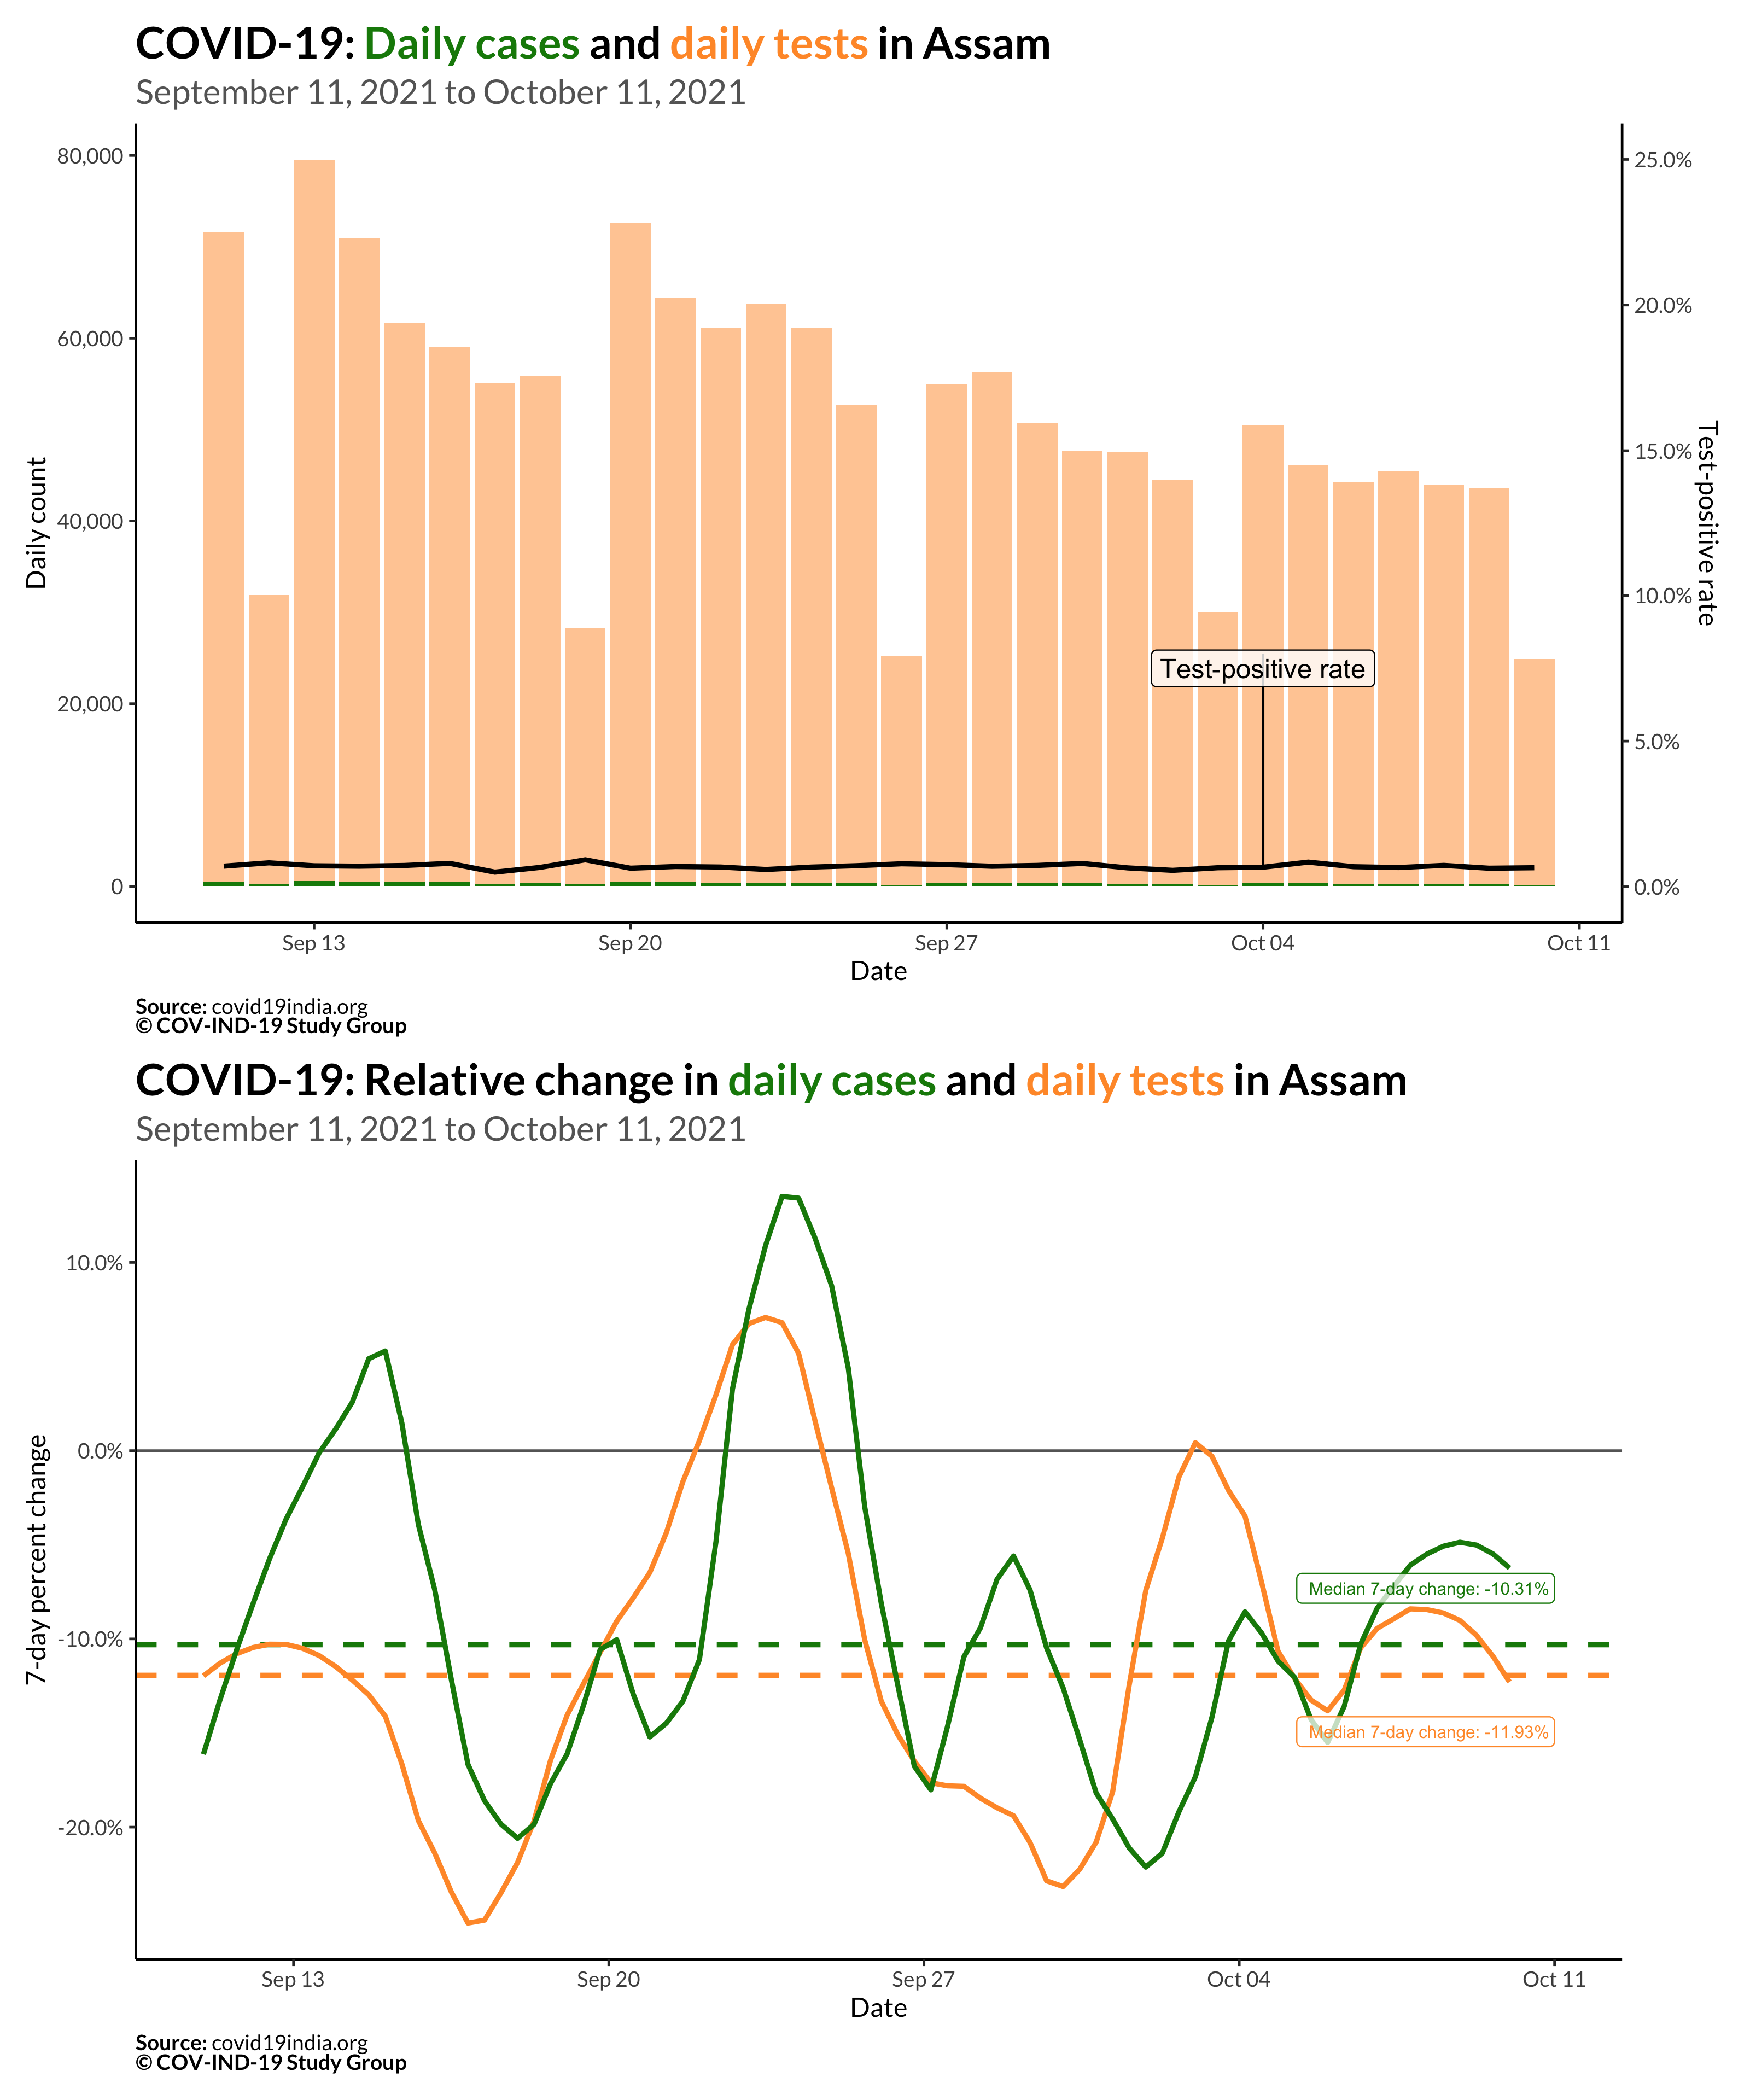 COVID-19: Daily cases and daily tests in Assam
September 11, 2021 to October 11, 2021
80,000
60,000
40,000
20,000
0
Daily count
25.0%
20.0%
15.0%
10.0%
5.0%
0.0%
Test-positive rate
Test-positive rate
Sep 13
Sep 20
Sep 27
Oct 04
Oct 11
Date
Source: covid19india.org
© COV-IND-19 Study Group
COVID-19: Relative change in daily cases and daily tests in Assam
September 11, 2021 to October 11, 2021
10.0%
0.0%
-10.0%
-20.0%
7-day percent change
Median 7-day change: -10.31%
Median 7-day change: -11.93%
Sep 13
Sep 20
Sep 27
Oct 04
Oct 11
Date
Source: covid19india.org
© COV-IND-19 Study Group